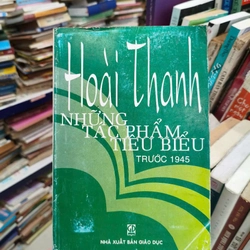 Hoài Thanh
NHỮNG
TÁC PHẨM
TIÊU BIỂU
TRƯỚC 1945
NHÀ XUẤT BẢN GIÁO DỤC